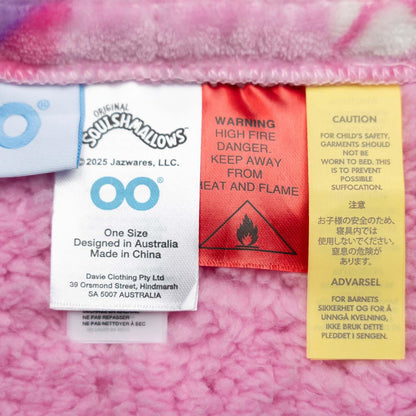 ORIGINAL
SQUISHMALLOWS™
© 2025 Jazwares, LLC.
OO®
One Size
Designed in Australia
Made in China
Davie Clothing Pty Ltd
39 Orsmond Street, Hindmarsh
SA 5007 AUSTRALIA
NE PAS REPASSER
NE PAS NETTOYER À SEC
WARNING
HIGH FIRE
DANGER.
KEEP AWAY
FROM
HEAT AND FLAME
CAUTION
FOR CHILD'S SAFETY,
GARMENTS SHOULD
NOT BE
WORN TO BED. THIS
IS TO PREVENT
POSSIBLE
SUFFOCATION.
注意
お子様の安全のため、
寝具内では
使用しないでください。
窒息の危険が
あります。
ADVARSEL
FOR BARNETS
SIKKERHET OG FOR Å
UNNGÅ KVELNING,
IKKE BRUK DETTE
PLEDDET I SENGEN.